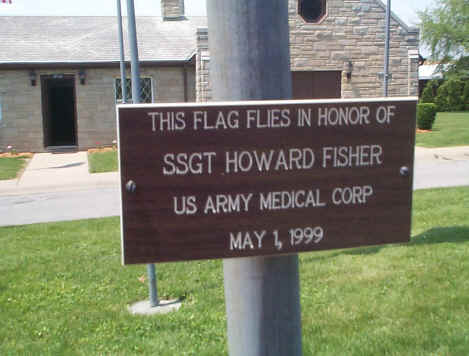 THIS FLAG FLIES IN HONOR OF
SSGT HOWARD FISHER
US ARMY MEDICAL CORP
MAY 1, 1999